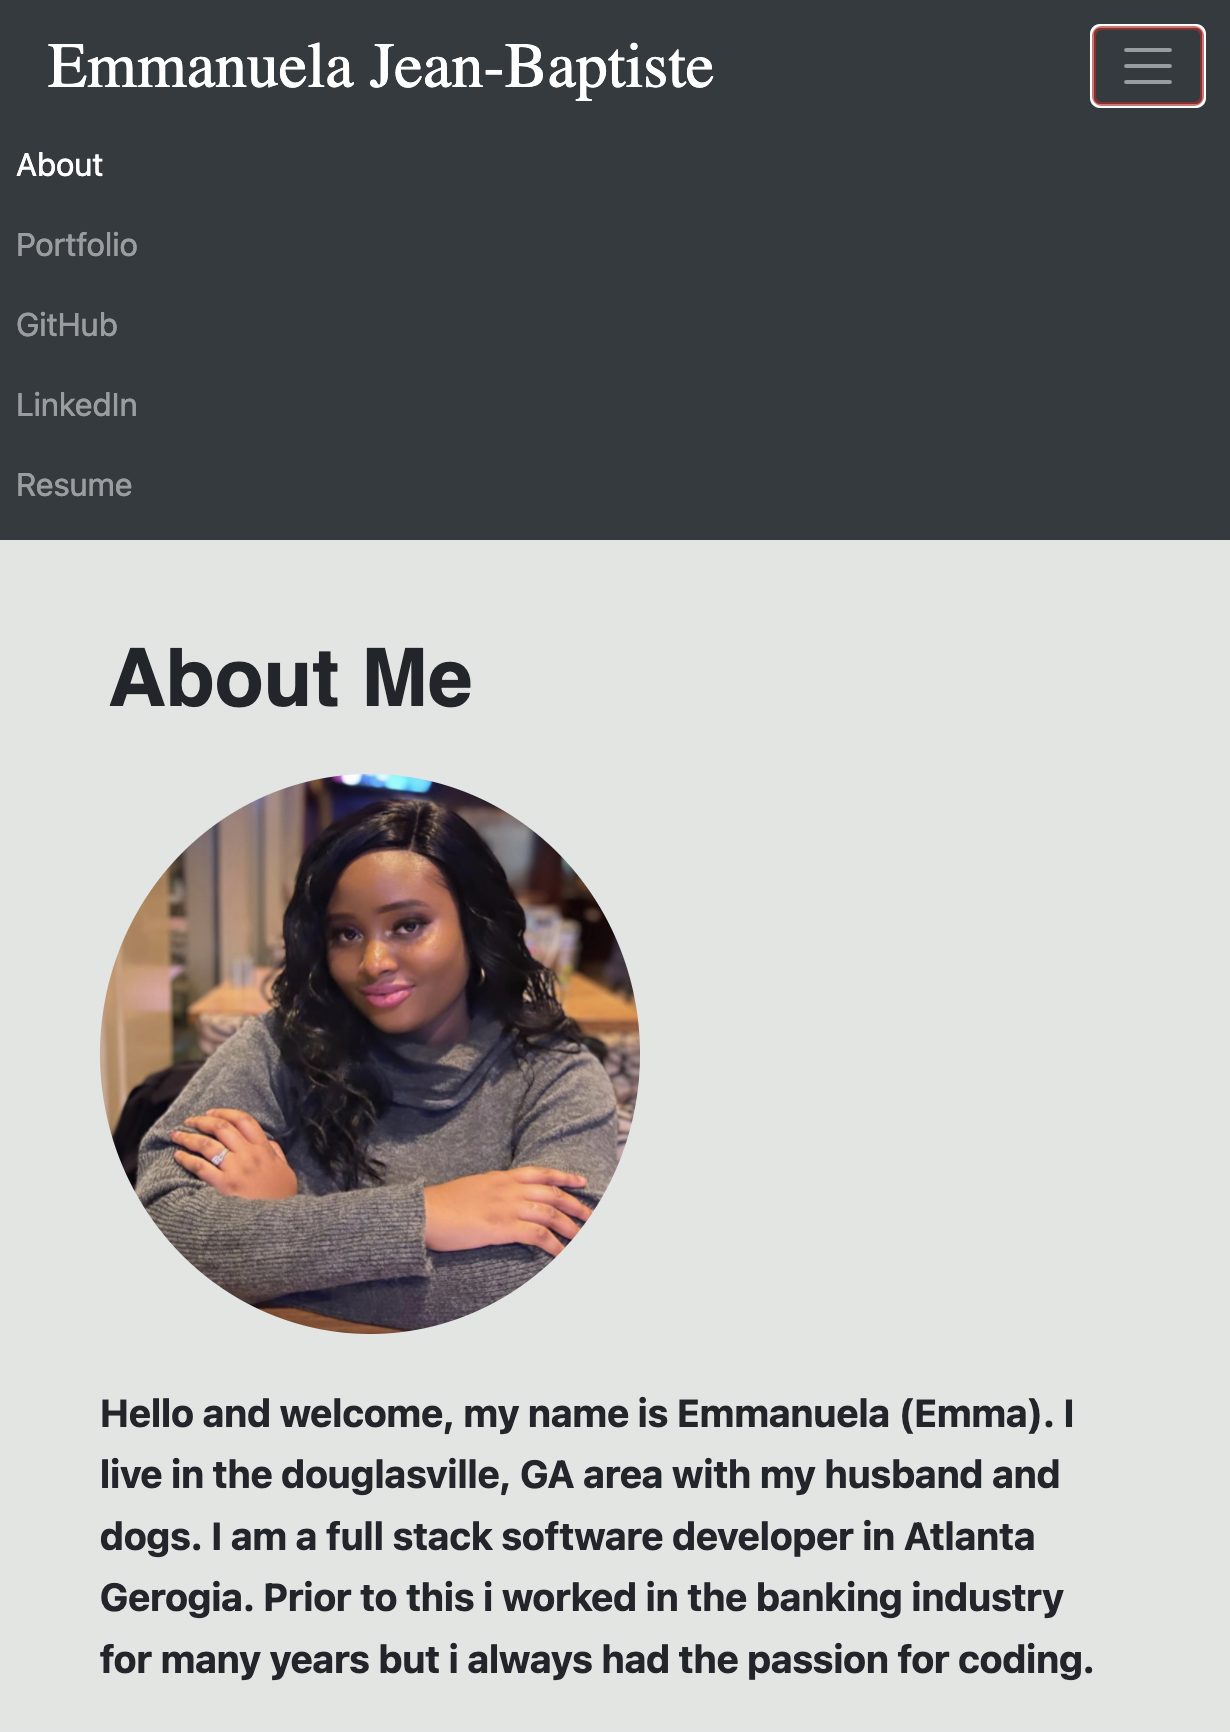 Emmanuela Jean-Baptiste
About
Portfolio
GitHub
LinkedIn
Resume
About Me
Hello and welcome, my name is Emmanuela (Emma). I
live in the douglasville, GA area with my husband and
dogs. I am a full stack software developer in Atlanta
Gerogia. Prior to this i worked in the banking industry
for many years but i always had the passion for coding.